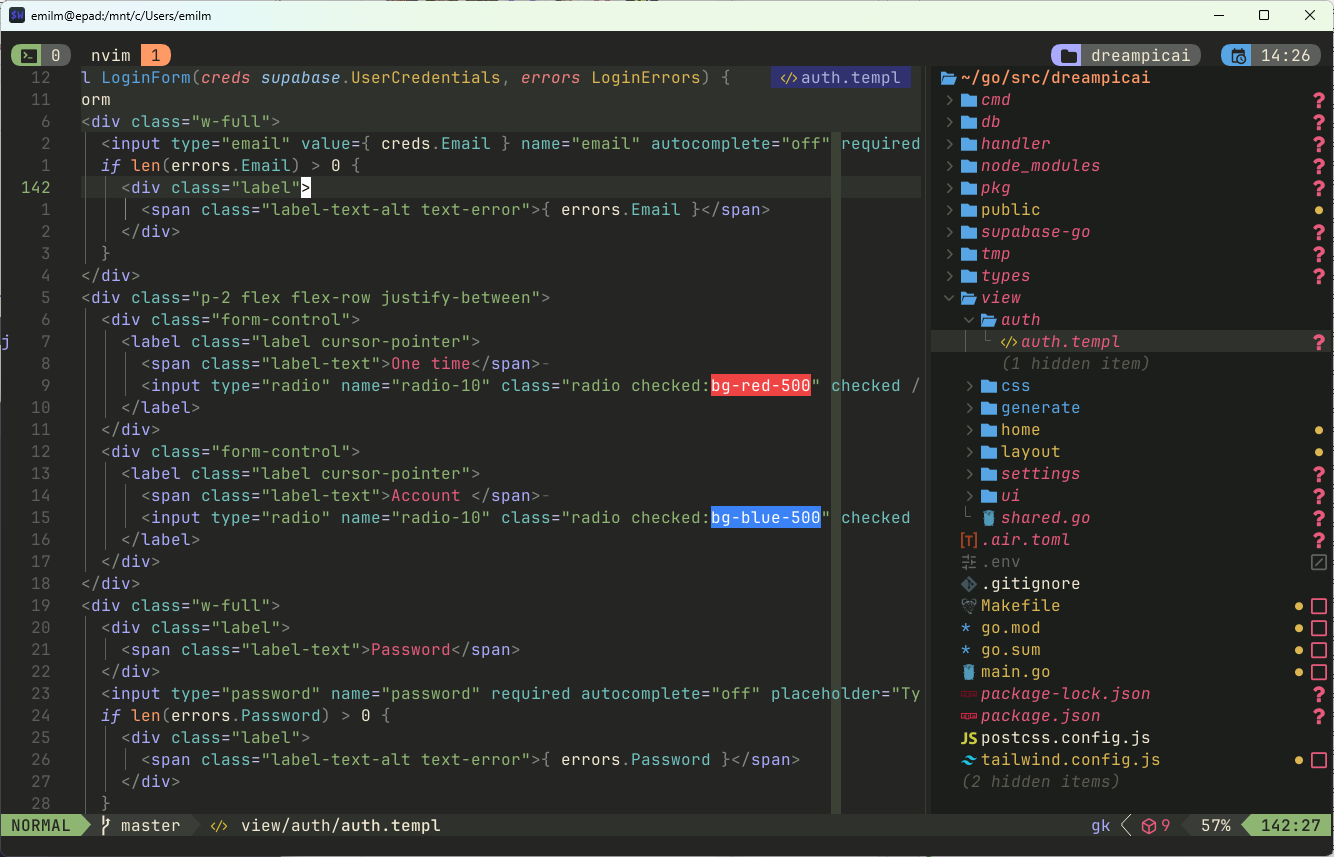 emilm@epad:/mnt/c/Users/emilm
0 nvim 1 dreampicai 14:26
12 l LoginForm(creds supabase.UserCredentials, errors LoginErrors) { </>auth.templ
11 orm
6 <div class="w-full">
2 <input type="email" value={ creds.Email } name="email" autocomplete="off" required
1 if len(errors.Email) > 0 {
142 <div class="label">
1 <span class="label-text-alt text-error">{ errors.Email }</span>
2 </div>
3 }
4 </div>
5 <div class="p-2 flex flex-row justify-between">
6 <div class="form-control">
j 7 <label class="label cursor-pointer">
8 <span class="label-text">One time</span>-
9 <input type="radio" name="radio-10" class="radio checked:bg-red-500" checked /
10 </label>
11 </div>
12 <div class="form-control">
13 <label class="label cursor-pointer">
14 <span class="label-text">Account </span>-
15 <input type="radio" name="radio-10" class="radio checked:bg-blue-500" checked
16 </label>
17 </div>
18 </div>
19 <div class="w-full">
20 <div class="label">
21 <span class="label-text">Password</span>
22 </div>
23 <input type="password" name="password" required autocomplete="off" placeholder="Ty
24 if len(errors.Password) > 0 {
25 <div class="label">
26 <span class="label-text-alt text-error">{ errors.Password }</span>
27 </div>
28 }
~/go/src/dreampicai
cmd ?
db ?
handler ?
node_modules ?
pkg ?
public
supabase-go ?
tmp ?
types ?
view
auth
</> auth.templ ?
(1 hidden item)
css
generate
home
layout
settings ?
ui ?
shared.go ?
[T] .air.toml ?
.env
.gitignore
Makefile
* go.mod
* go.sum
main.go
package-lock.json ?
package.json ?
JS postcss.config.js
tailwind.config.js
(2 hidden items)
NORMAL master </> view/auth/auth.templ gk 9 57% 142:27